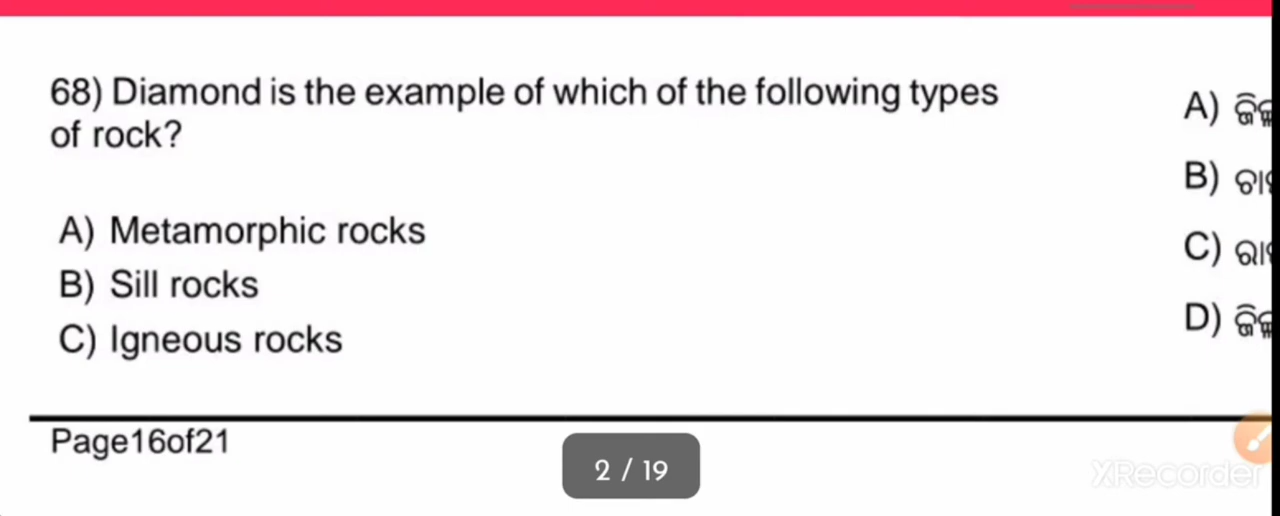 68) Diamond is the example of which of the following types
of rock?
A) Metamorphic rocks
B) Sill rocks
C) Igneous rocks
Page16of21
A)
B)
C)
D)
2 / 19
XRecorder